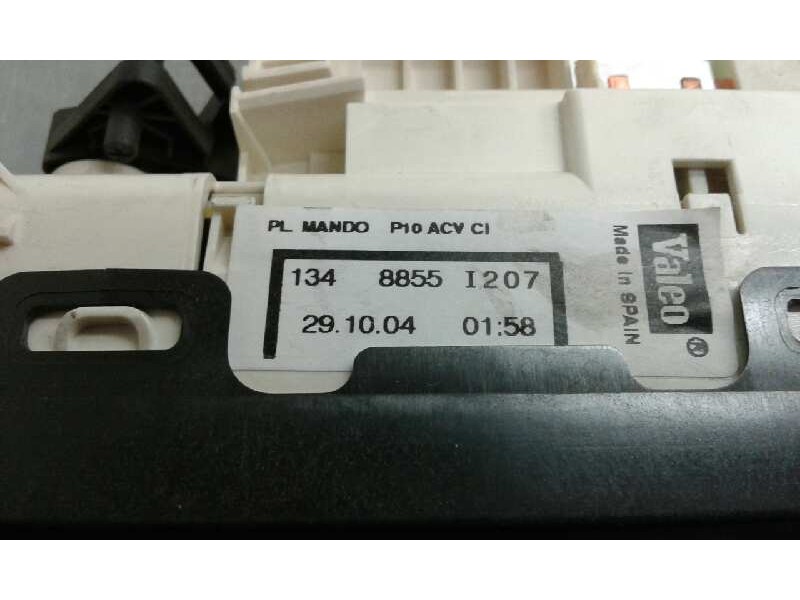 PL. MANDO P10 ACV CI
134 8855 I207
29.10.04 01:58
Valeo ®
Made in SPAIN